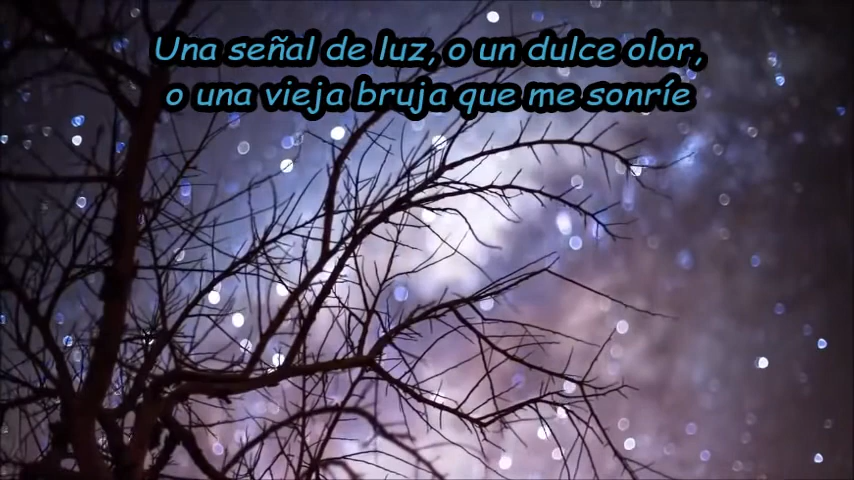 Una señal de luz, o un dulce olor,
o una vieja bruja que me sonríe